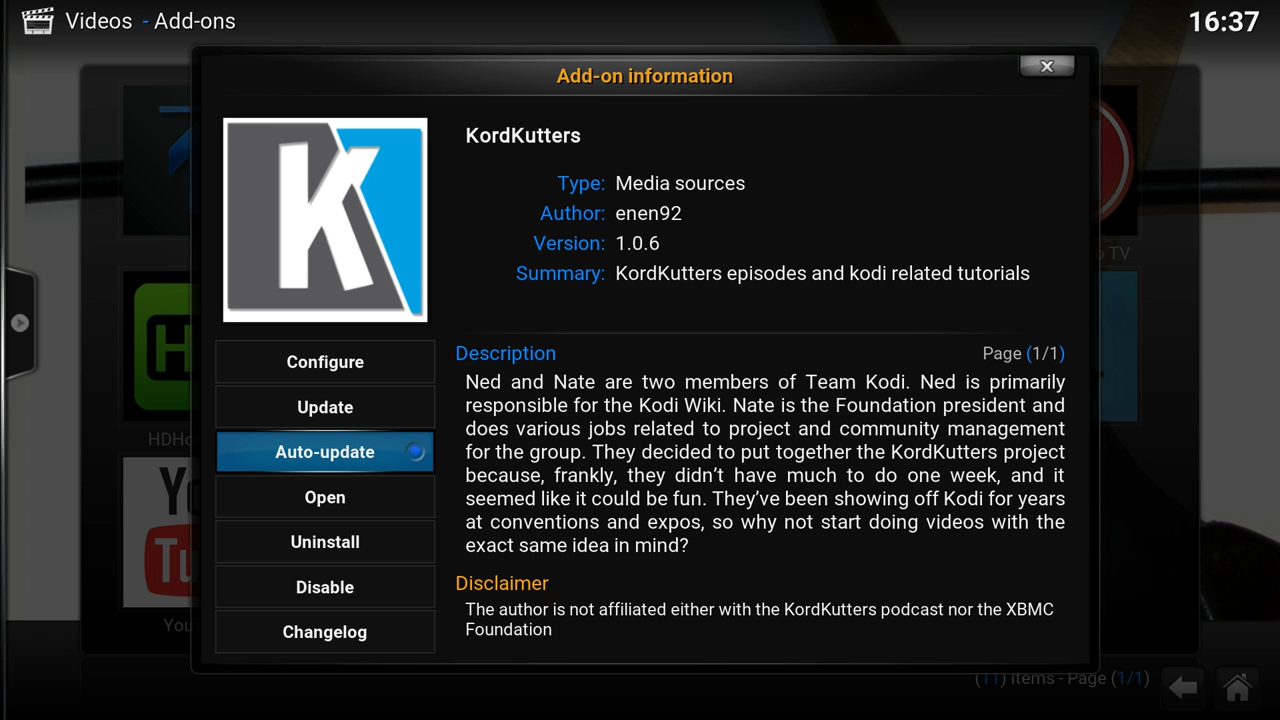 Videos - Add-ons
16:37
Add-on information
KordKutters
Type: Media sources
Author: enen92
Version: 1.0.6
Summary: KordKutters episodes and kodi related tutorials
Configure
Update
Auto-update
Open
Uninstall
Disable
Changelog
Description
Page (1/1)
Ned and Nate are two members of Team Kodi. Ned is primarily
responsible for the Kodi Wiki. Nate is the Foundation president and
does various jobs related to project and community management
for the group. They decided to put together the KordKutters project
because, frankly, they didn't have much to do one week, and it
seemed like it could be fun. They've been showing off Kodi for years
at conventions and expos, so why not start doing videos with the
exact same idea in mind?
Disclaimer
The author is not affiliated either with the KordKutters podcast nor the XBMC
Foundation
K
TV
HDHo
Yo
Tu
You
(11) Items - Page (1/1)